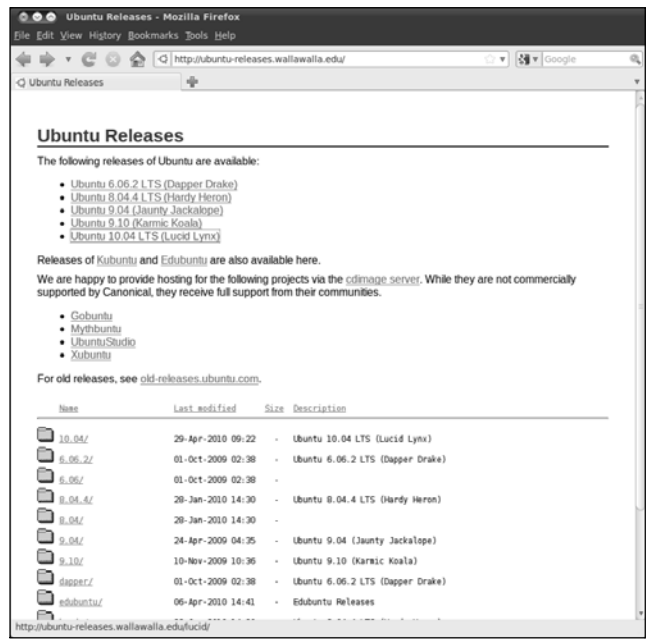 Ubuntu Releases - Mozilla Firefox
File Edit View History Bookmarks Tools Help
http://ubuntu-releases.wallawalla.edu/
Google
Ubuntu Releases
Ubuntu Releases
The following releases of Ubuntu are available:
Ubuntu 6.06.2 LTS (Dapper Drake)
Ubuntu 8.04.4 LTS (Hardy Heron)
Ubuntu 9.04 (Jaunty Jackalope)
Ubuntu 9.10 (Karmic Koala)
Ubuntu 10.04 LTS (Lucid Lynx)
Releases of Kubuntu and Edubuntu are also available here.
We are happy to provide hosting for the following projects via the cdimage server. While they are not commercially
supported by Canonical, they receive full support from their communities.
Gobuntu
Mythbuntu
UbuntuStudio
Xubuntu
For old releases, see old-releases.ubuntu.com.
Name Last modified Size Description
10.04/ 29-Apr-2010 09:22 - Ubuntu 10.04 LTS (Lucid Lynx)
6.06.2/ 01-Oct-2009 02:38 - Ubuntu 6.06.2 LTS (Dapper Drake)
6.06/ 01-Oct-2009 02:38 -
8.04.4/ 28-Jan-2010 14:30 - Ubuntu 8.04.4 LTS (Hardy Heron)
8.04/ 28-Jan-2010 14:30 -
9.04/ 24-Apr-2009 04:35 - Ubuntu 9.04 (Jaunty Jackalope)
9.10/ 10-Nov-2009 10:36 - Ubuntu 9.10 (Karmic Koala)
dapper/ 01-Oct-2009 02:38 - Ubuntu 6.06.2 LTS (Dapper Drake)
edubuntu/ 06-Apr-2010 14:41 - Edubuntu Releases
http://ubuntu-releases.wallawalla.edu/lucid/